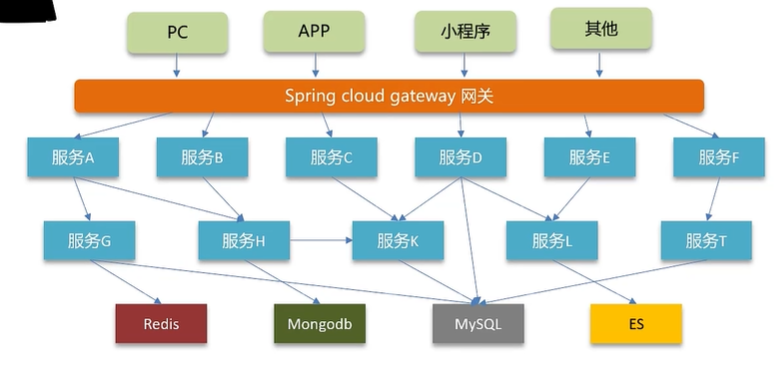 PC
APP
小程序
其他
Spring cloud gateway 网关
服务A
服务B
服务C
服务D
服务E
服务F
服务G
服务H
服务K
服务L
服务T
Redis
Mongodb
MySQL
ES